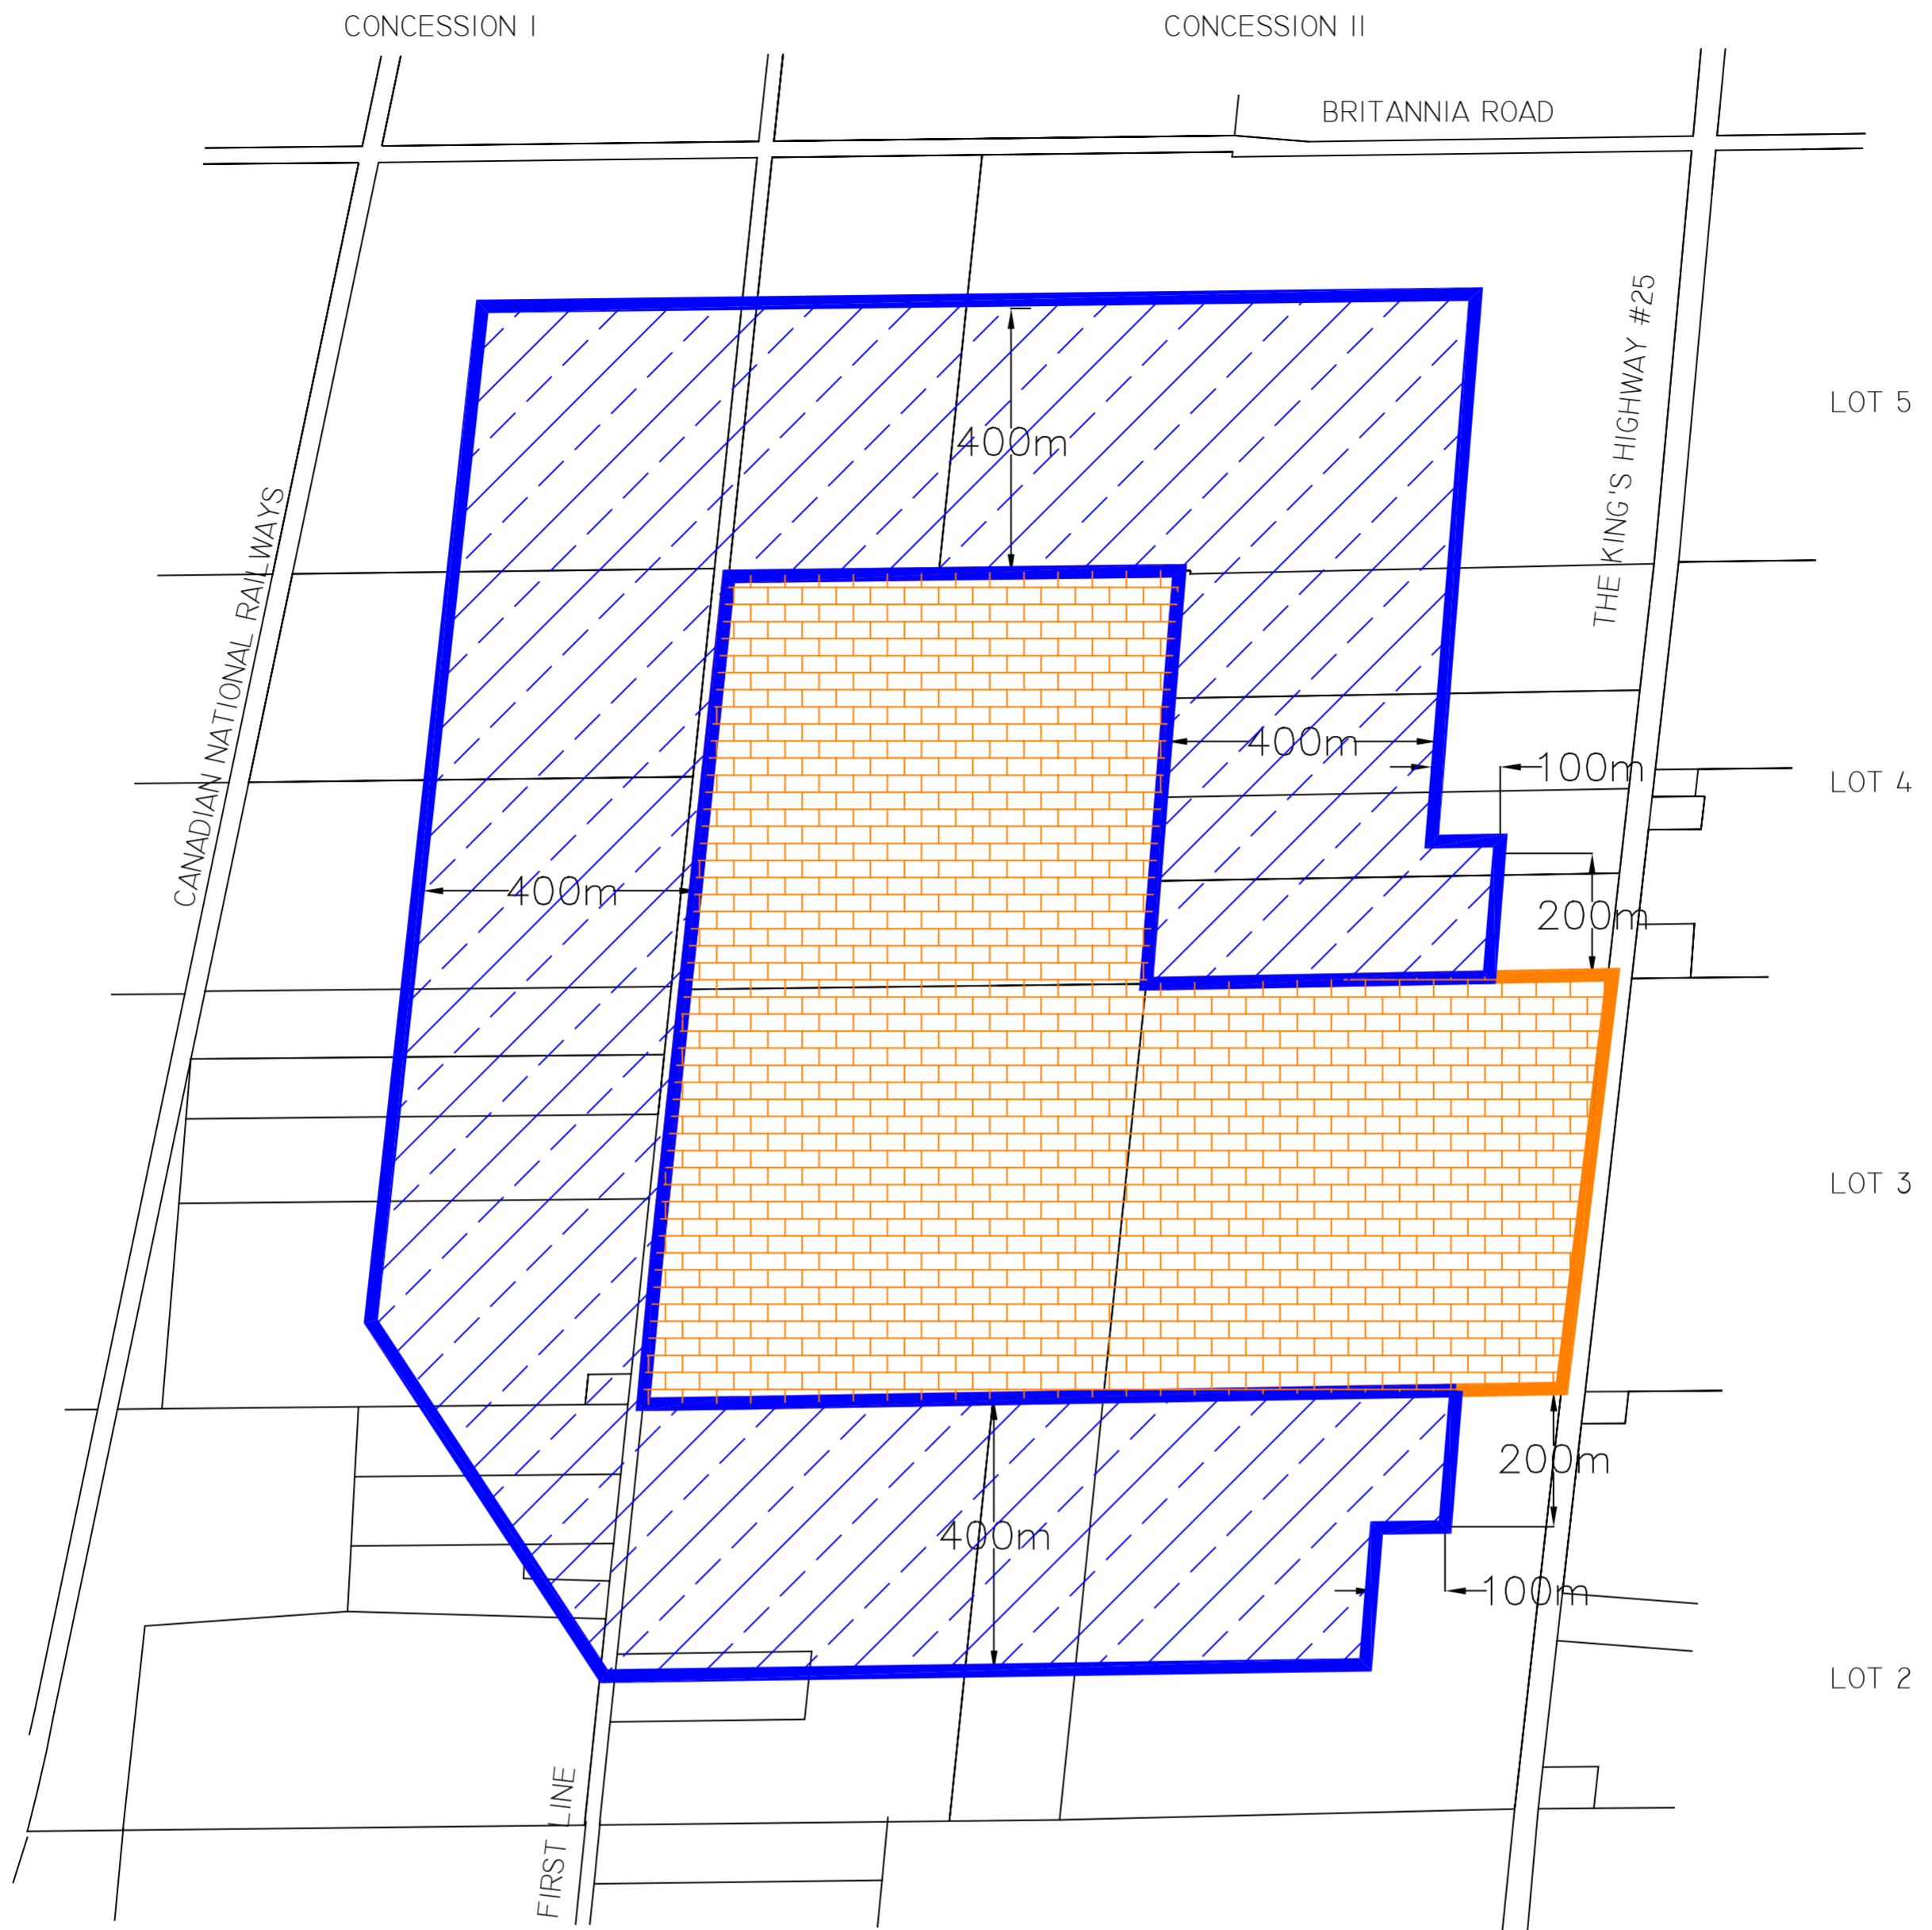 CONCESSION I
CONCESSION II
BRITANNIA ROAD
THE KING'S HIGHWAY #25
LOT 5
400m
CANADIAN NATIONAL RAILWAYS
400m
100m
LOT 4
400m
200m
LOT 3
200m
400m
100m
LOT 2
FIRST LINE